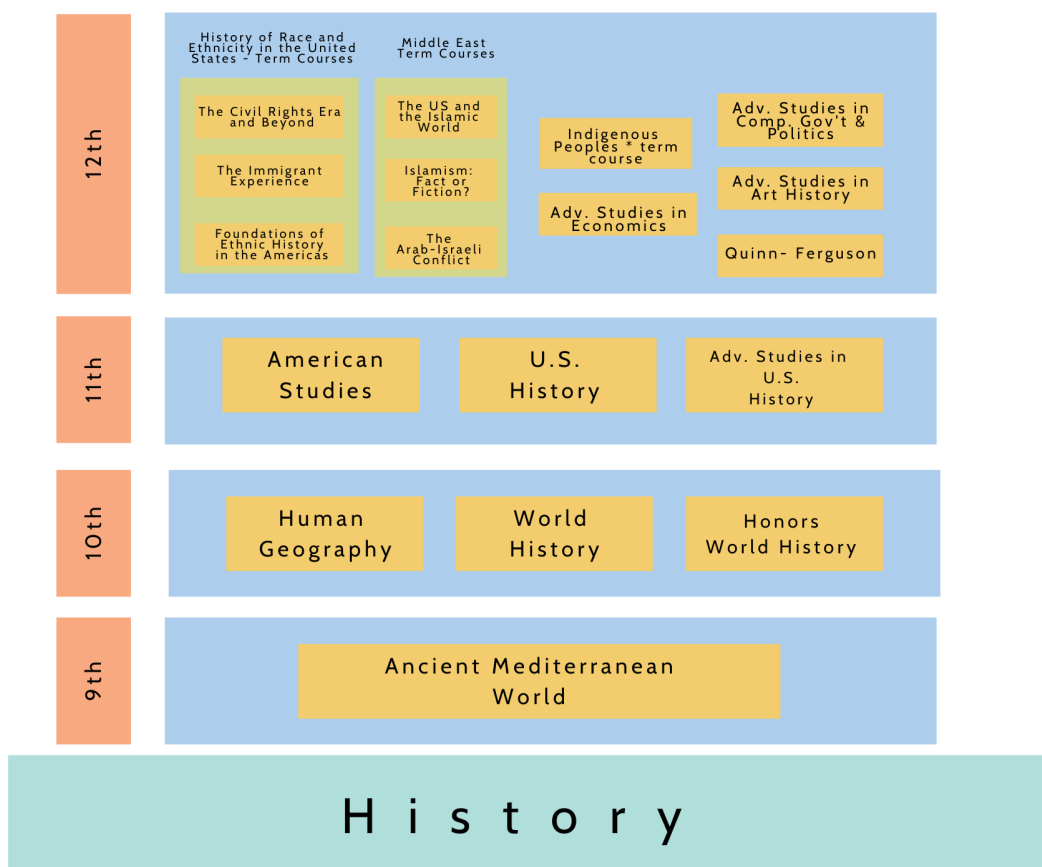 12th
History of Race and
Ethnicity in the United
States - Term Courses
The Civil Rights Era
and Beyond
The Immigrant
Experience
Foundations of
Ethnic History
in the Americas
Middle East
Term Courses
The US and
the Islamic
World
Islamism:
Fact or
Fiction?
The
Arab-Israeli
Conflict
Indigenous
Peoples * term
course
Adv. Studies in
Economics
Adv. Studies in
Comp. Gov't &
Politics
Adv. Studies in
Art History
Quinn- Ferguson
11th
American
Studies
U.S.
History
Adv. Studies in
U.S.
History
10th
Human
Geography
World
History
Honors
World History
9th
Ancient Mediterranean
World
History